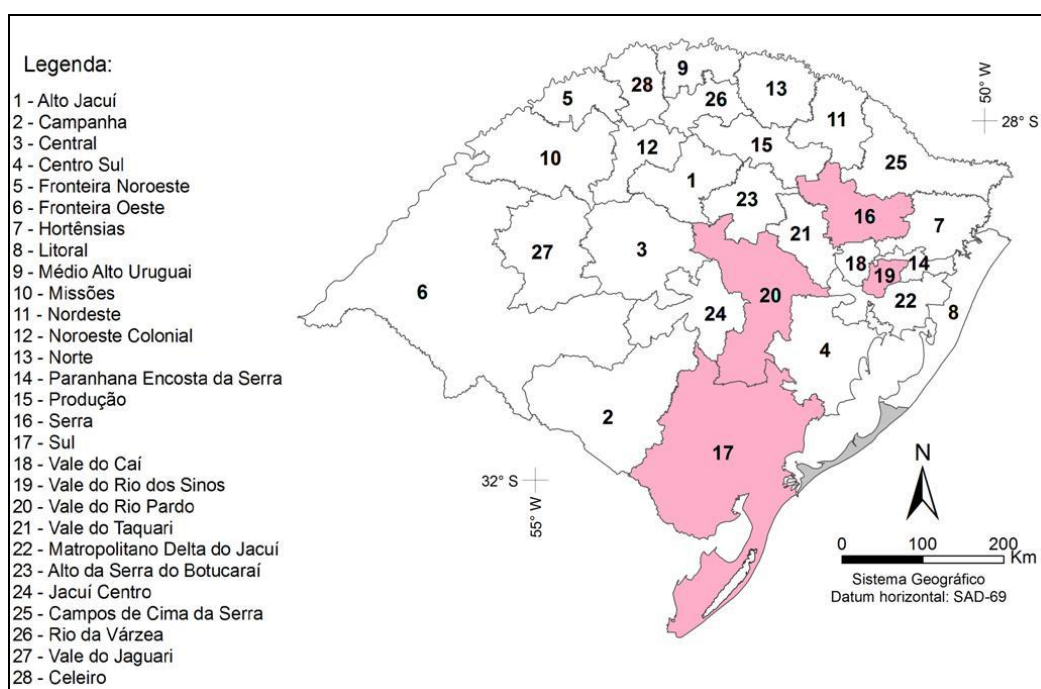 Legenda:
1 - Alto Jacuí
2 - Campanha
3 - Central
4 - Centro Sul
5 - Fronteira Noroeste
6 - Fronteira Oeste
7 - Hortênsias
8 - Litoral
9 - Médio Alto Uruguai
10 - Missões
11 - Nordeste
12 - Noroeste Colonial
13 - Norte
14 - Paranhana Encosta da Serra
15 - Produção
16 - Serra
17 - Sul
18 - Vale do Caí
19 - Vale do Rio dos Sinos
20 - Vale do Rio Pardo
21 - Vale do Taquari
22 - Matropolitano Delta do Jacuí
23 - Alto da Serra do Botucaraí
24 - Jacuí Centro
25 - Campos de Cima da Serra
26 - Rio da Várzea
27 - Vale do Jaguari
28 - Celeiro
9
28
13
5
26
11
50° W
28° S
12
15
10
25
1
23
16
7
21
27
3
18
14
19
6
20
22
8
24
4
2
17
N
32° S
55° W
0 100 200
Km
Sistema Geográfico
Datum horizontal: SAD-69